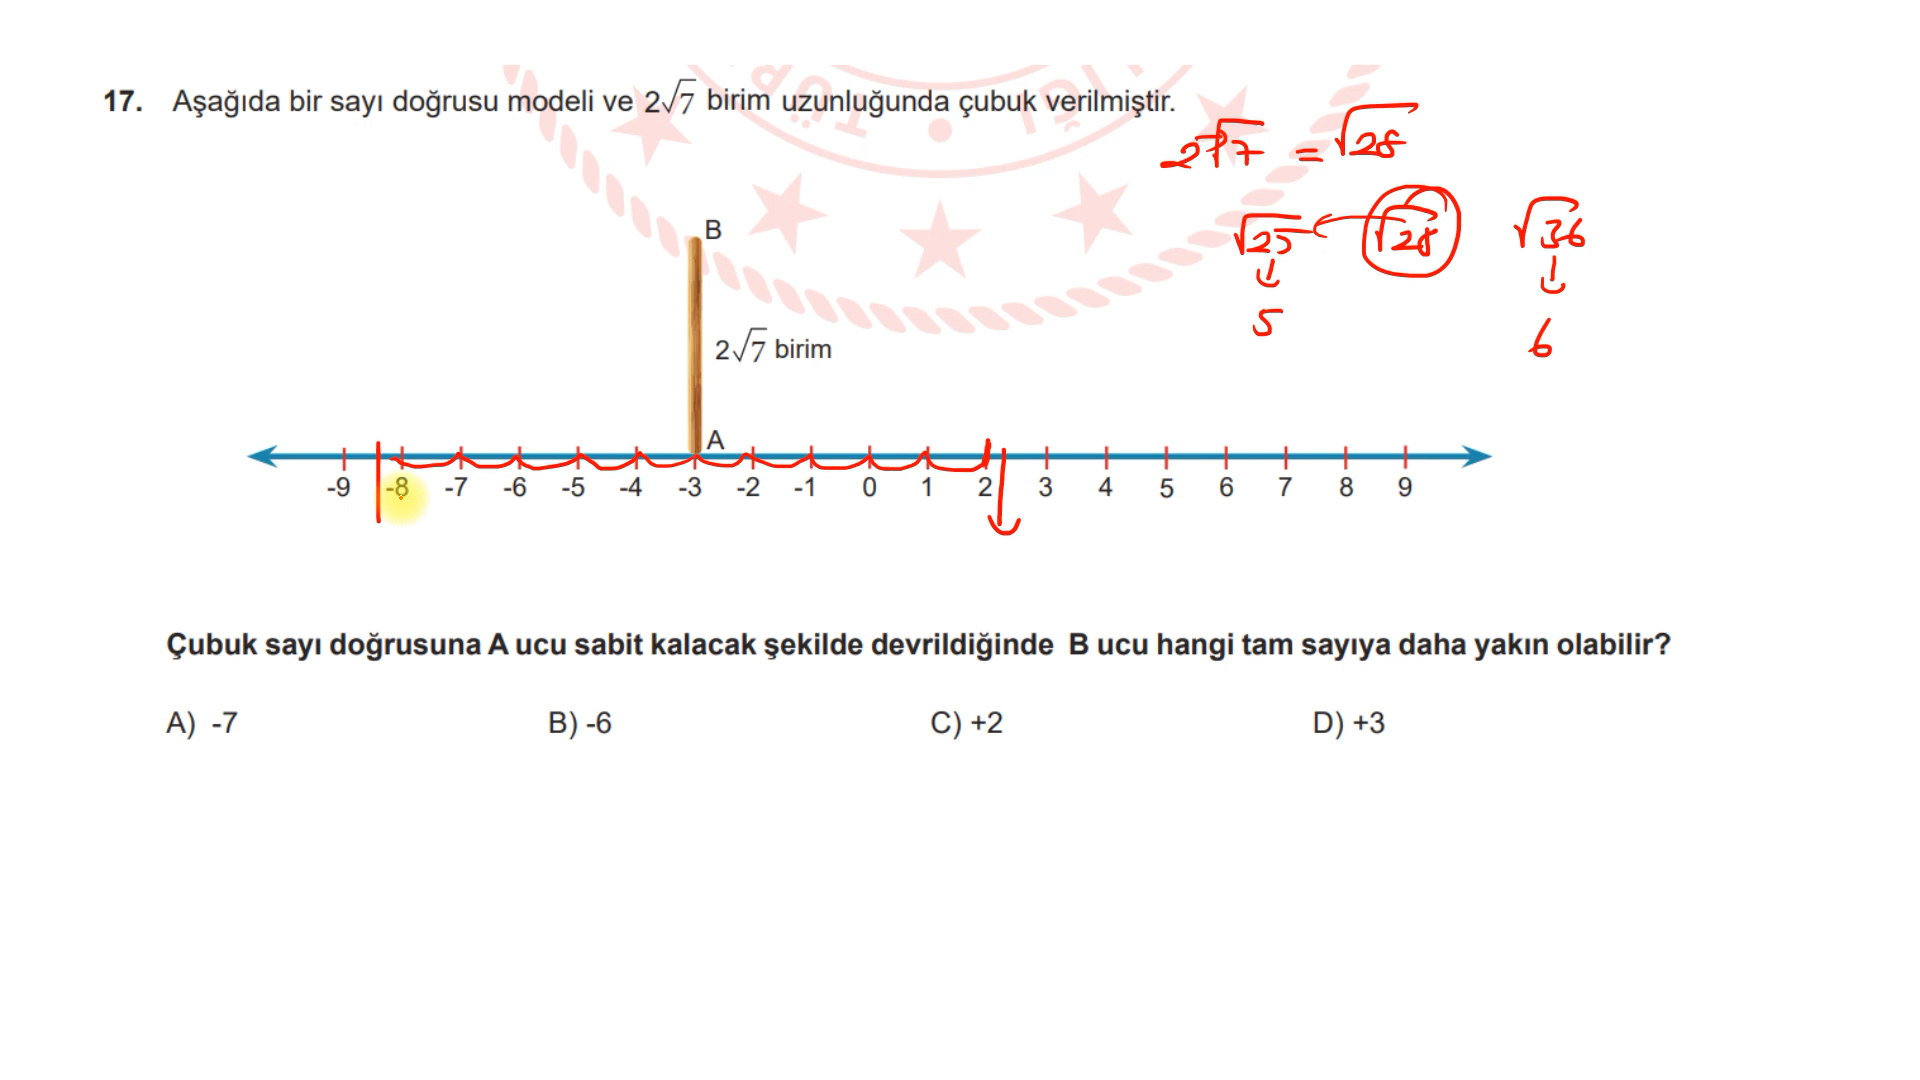 17. Aşağıda bir sayı doğrusu modeli ve 2√7 birim uzunluğunda çubuk verilmiştir.
2√7 = √28
√25 √28 √36
5 6
B
2√7 birim
A
-9 -8 -7 -6 -5 -4 -3 -2 -1 0 1 2 3 4 5 6 7 8 9
Çubuk sayı doğrusuna A ucu sabit kalacak şekilde devrildiğinde B ucu hangi tam sayıya daha yakın olabilir?
A) -7 B) -6 C) +2 D) +3